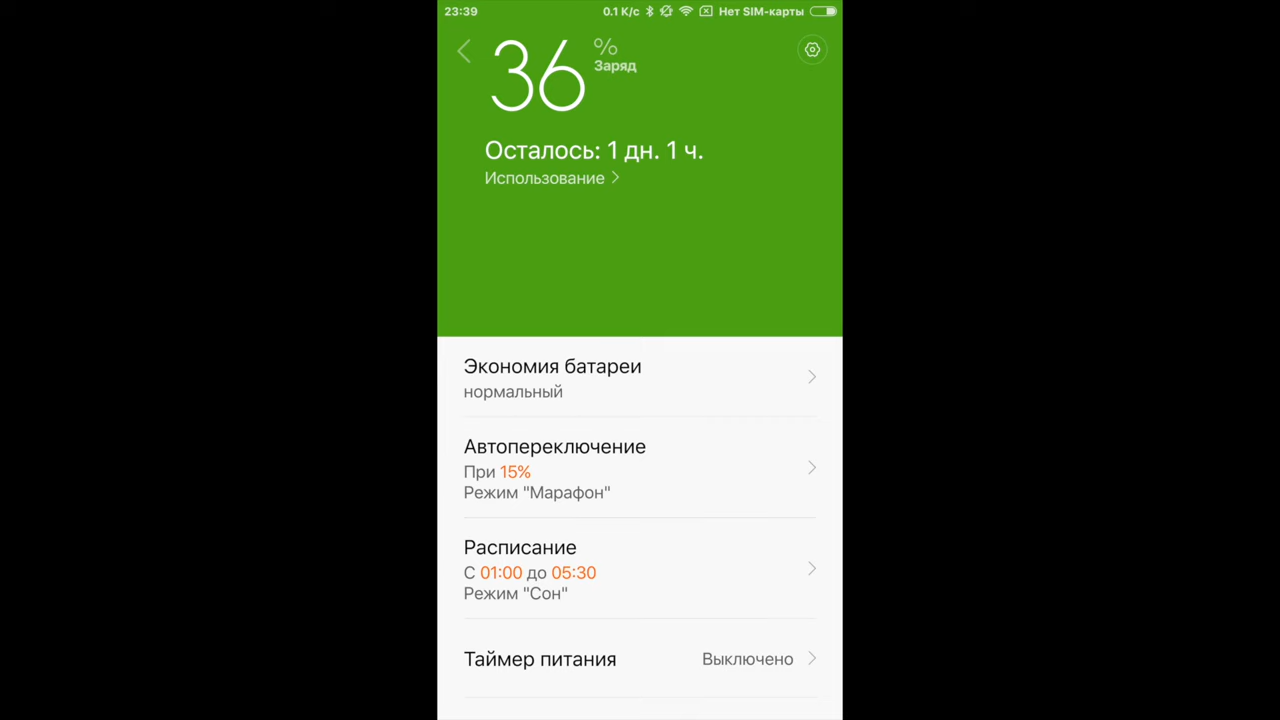 23:39 0.1 K/c Нет SIM-карты
36 %
Заряд
Осталось: 1 дн. 1 ч.
Использование
Экономия батареи
нормальный
Автопереключение
При 15%
Режим "Марафон"
Расписание
С 01:00 до 05:30
Режим "Сон"
Таймер питания Выключено